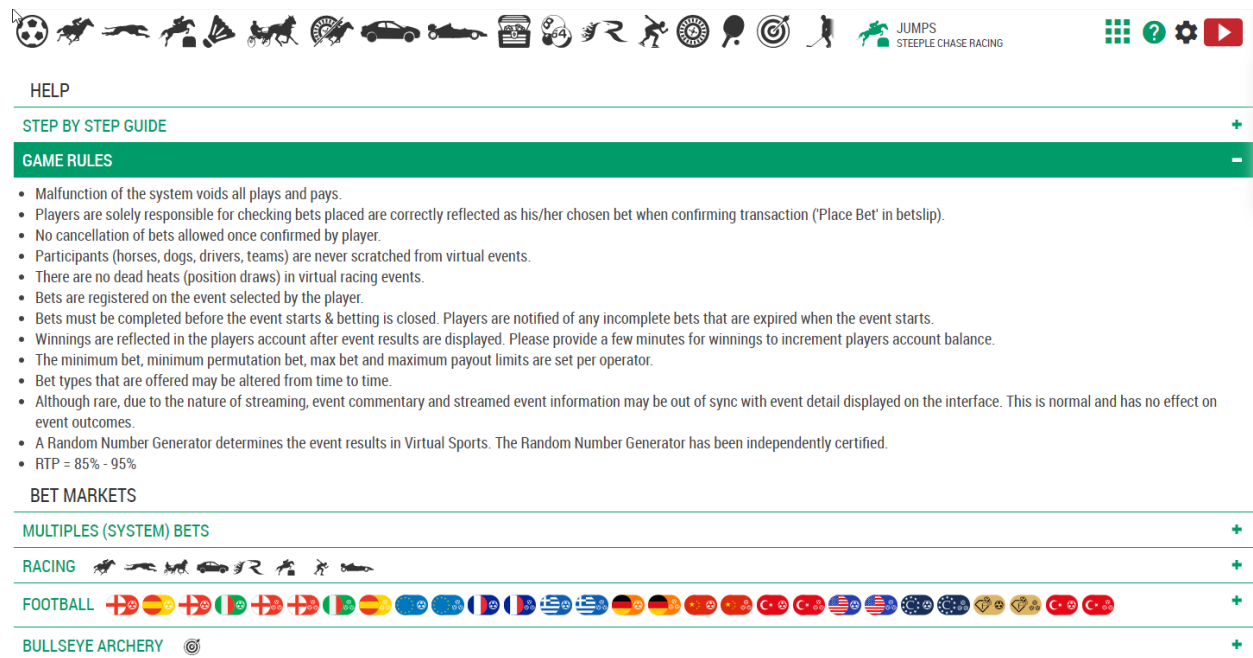 JUMPS
STEEPLE CHASE RACING
HELP
STEP BY STEP GUIDE
GAME RULES
Malfunction of the system voids all plays and pays.
Players are solely responsible for checking bets placed are correctly reflected as his/her chosen bet when confirming transaction ('Place Bet' in betslip).
No cancellation of bets allowed once confirmed by player.
Participants (horses, dogs, drivers, teams) are never scratched from virtual events.
There are no dead heats (position draws) in virtual racing events.
Bets are registered on the event selected by the player.
Bets must be completed before the event starts & betting is closed. Players are notified of any incomplete bets that are expired when the event starts.
Winnings are reflected in the players account after event results are displayed. Please provide a few minutes for winnings to increment players account balance.
The minimum bet, minimum permutation bet, max bet and maximum payout limits are set per operator.
Bet types that are offered may be altered from time to time.
Although rare, due to the nature of streaming, event commentary and streamed event information may be out of sync with event detail displayed on the interface. This is normal and has no effect on
event outcomes.
A Random Number Generator determines the event results in Virtual Sports. The Random Number Generator has been independently certified.
RTP = 85% - 95%
BET MARKETS
MULTIPLES (SYSTEM) BETS
RACING
FOOTBALL
BULLSEYE ARCHERY